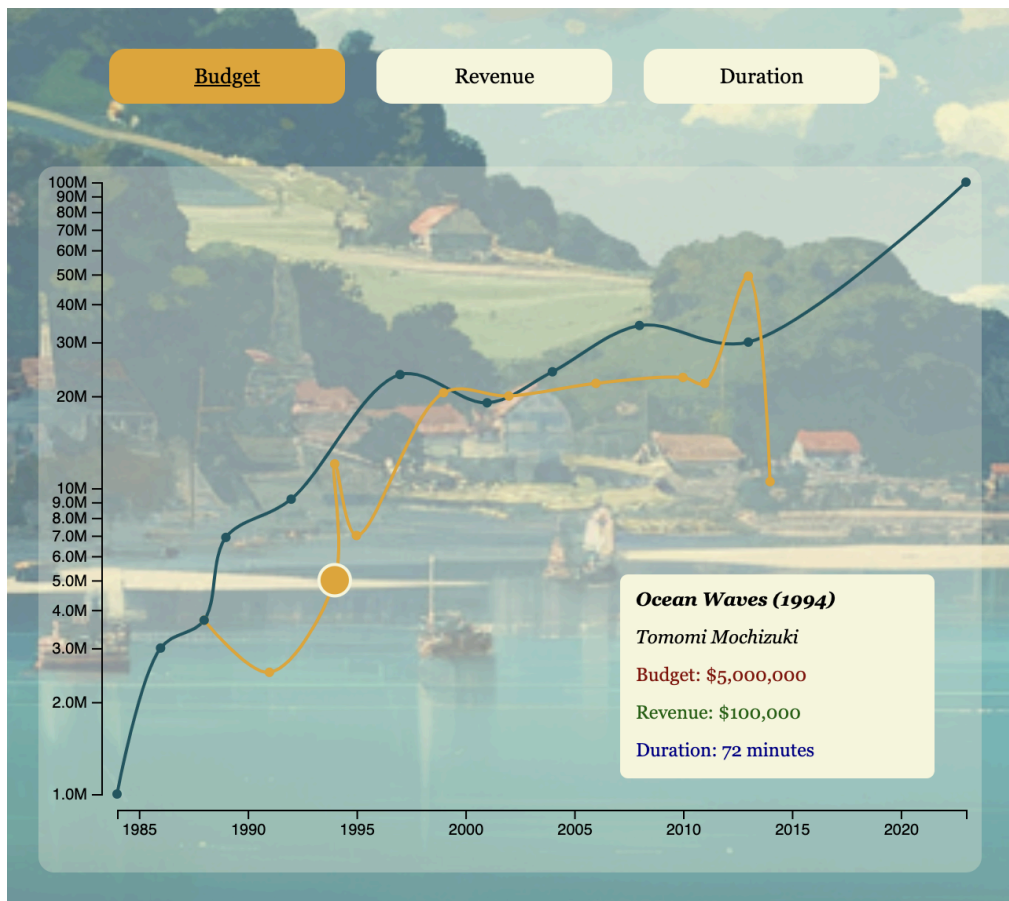 Budget
Revenue
Duration
100M
90M
80M
70M
60M
50M
40M
30M
20M
10M
9.0M
8.0M
7.0M
6.0M
5.0M
4.0M
3.0M
2.0M
1.0M
Ocean Waves (1994)
Tomomi Mochizuki
Budget: $5,000,000
Revenue: $100,000
Duration: 72 minutes
1985 1990 1995 2000 2005 2010 2015 2020